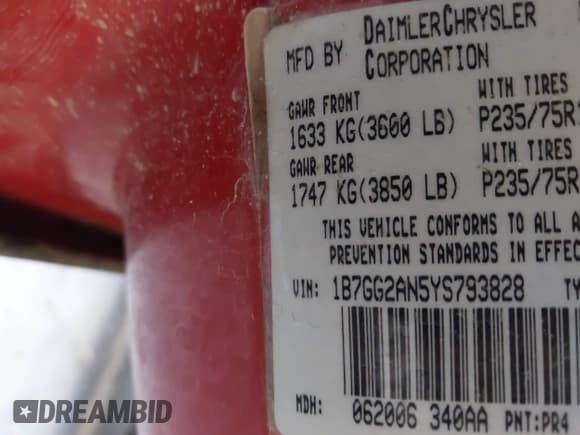 MFD BY DAIMLERCHRYSLER
CORPORATION
GAWR FRONT WITH TIRES
1633 KG(3600 LB) P235/75R
GAWR REAR WITH TIRES
1747 KG(3850 LB) P235/75R
THIS VEHICLE CONFORMS TO ALL A
PREVENTION STANDARDS IN EFFEC
VIN: 1B7GG2AN5YS793828 TY
MDH: 062006 340AA PNT:PR4
DREAMBID